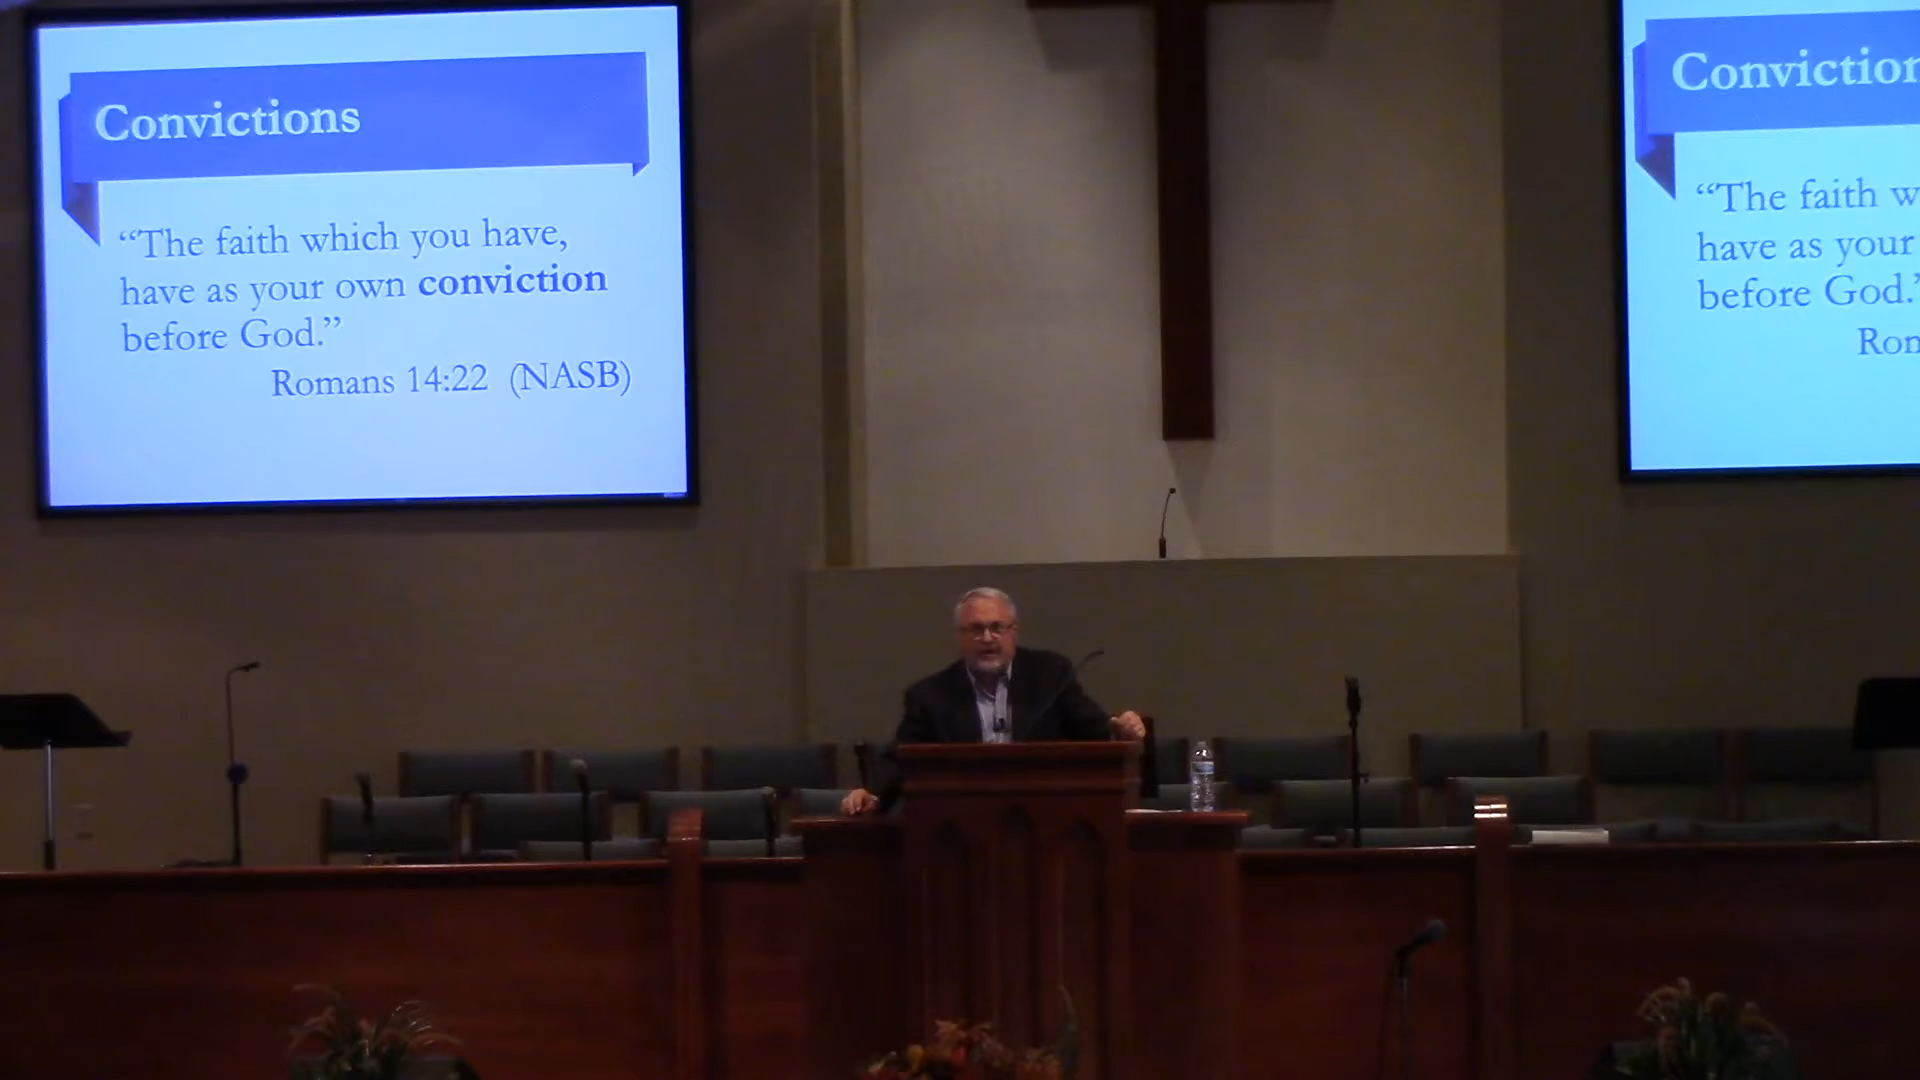 Convictions
“The faith which you have,
have as your own conviction
before God.”
Romans 14:22 (NASB)
Conviction
“The faith w
have as your
before God.”
Rom